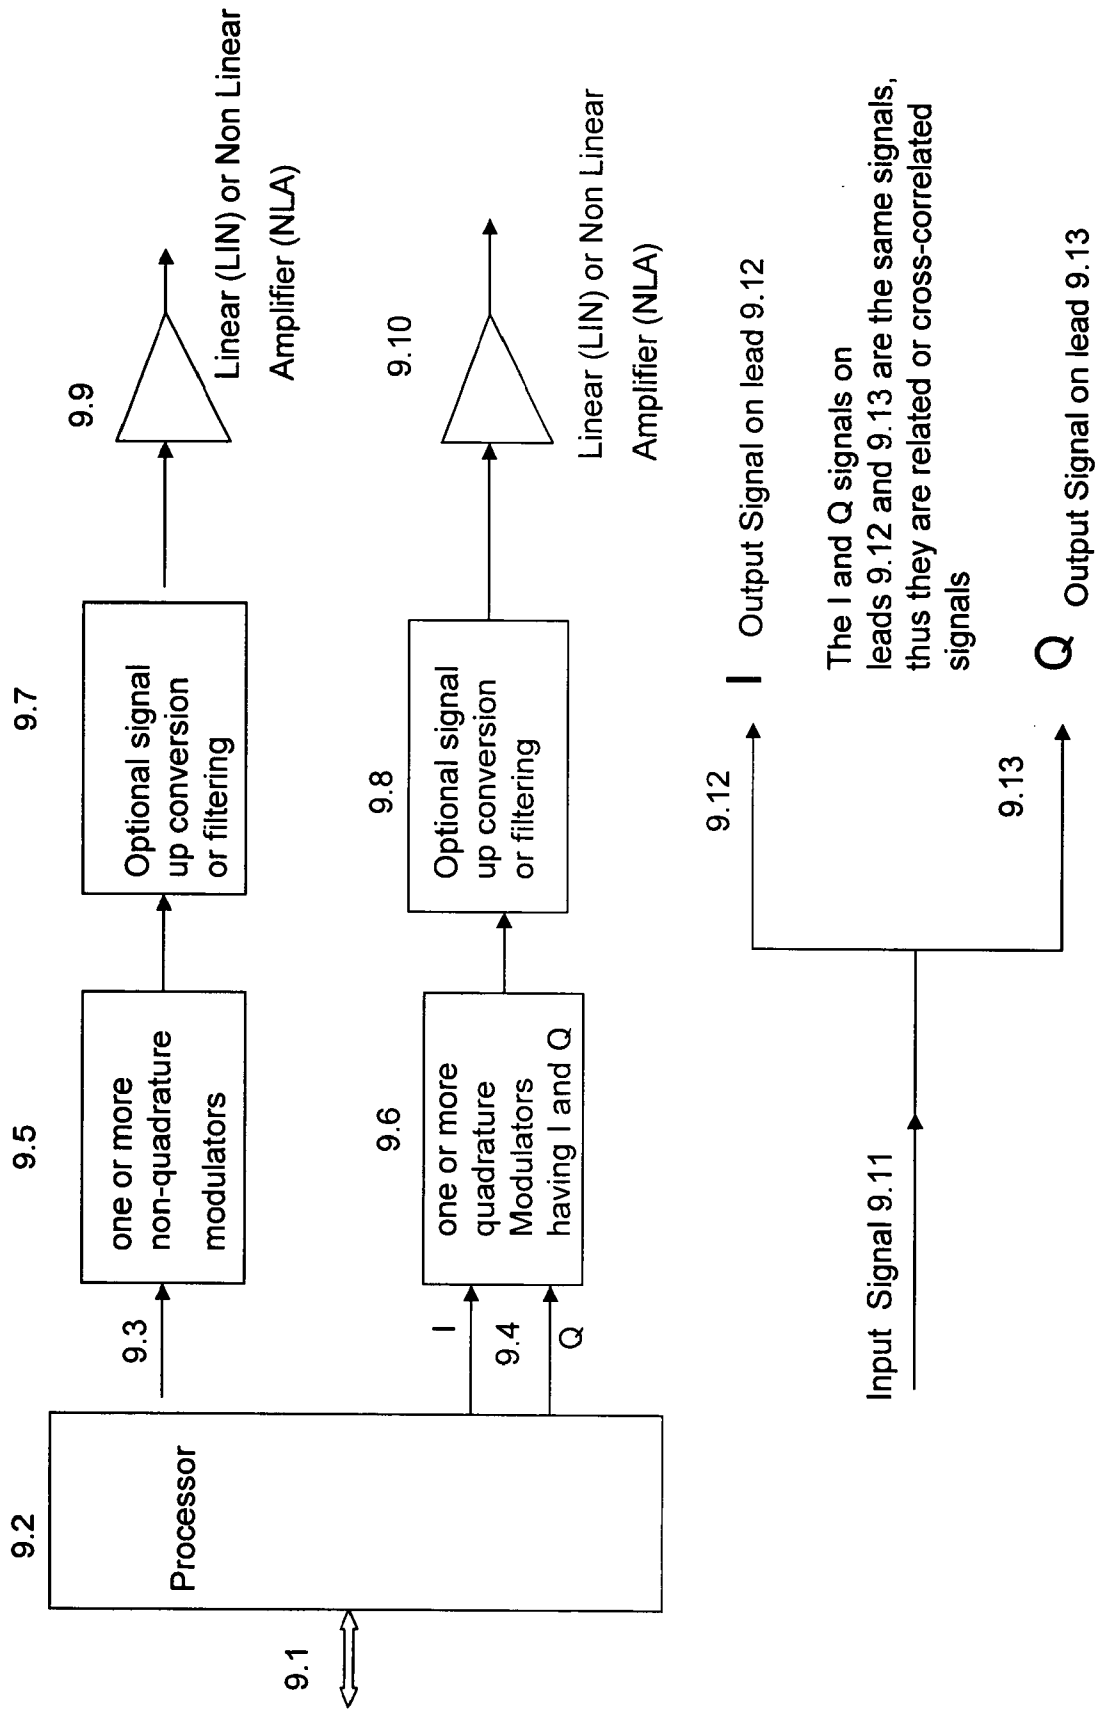 9.1
9.2
Processor
9.3
9.5
one or more
non-quadrature
modulators
9.7
Optional signal
up conversion
or filtering
9.9
Linear (LIN) or Non Linear
Amplifier (NLA)
I
9.4
Q
9.6
one or more
quadrature
Modulators
having I and Q
9.8
Optional signal
up conversion
or filtering
9.10
Linear (LIN) or Non Linear
Amplifier (NLA)
Input Signal 9.11
9.12
I Output Signal on lead 9.12
The I and Q signals on
leads 9.12 and 9.13 are the same signals,
thus they are related or cross-correlated
signals
9.13
Q Output Signal on lead 9.13